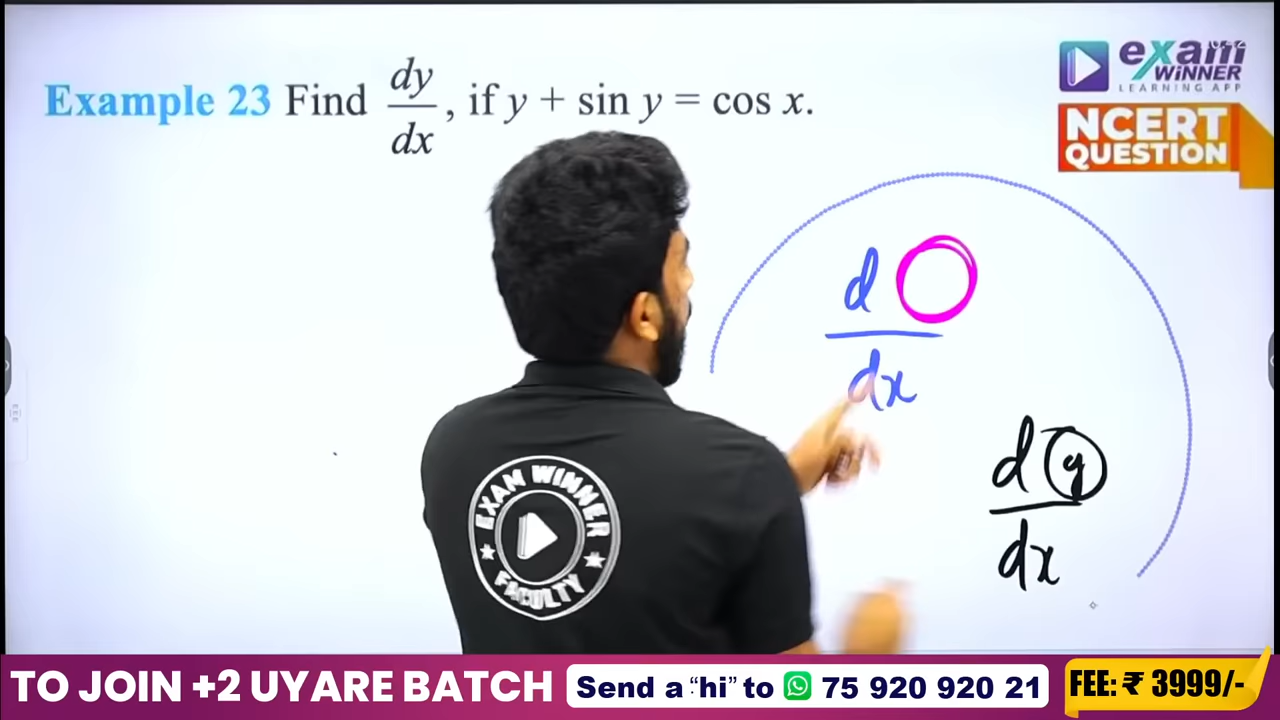 Example 23 Find dy/dx, if y + sin y = cos x.
exam
WiNNER
LEARNING APP
NCERT
QUESTION
d
dx
d y
dx
EXAM WINNER
FACULTY
TO JOIN +2 UYARE BATCH
Send a “hi” to 75 920 920 21
FEE: ₹ 3999/-